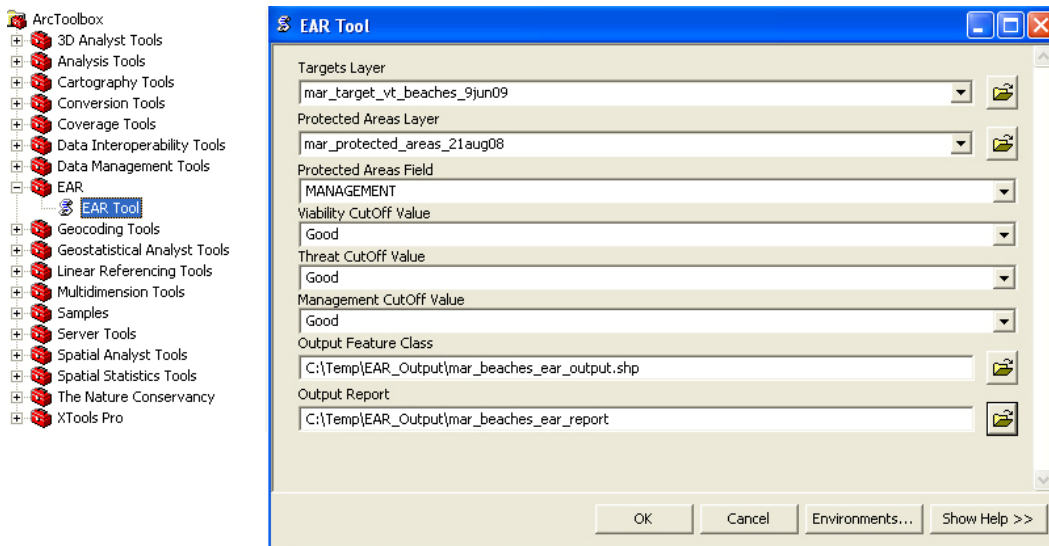 ArcToolbox
3D Analyst Tools
Analysis Tools
Cartography Tools
Conversion Tools
Coverage Tools
Data Interoperability Tools
Data Management Tools
EAR
EAR Tool
Geocoding Tools
Geostatistical Analyst Tools
Linear Referencing Tools
Multidimension Tools
Samples
Server Tools
Spatial Analyst Tools
Spatial Statistics Tools
The Nature Conservancy
XTools Pro
EAR Tool
Targets Layer
mar_target_vt_beaches_9jun09
Protected Areas Layer
mar_protected_areas_21aug08
Protected Areas Field
MANAGEMENT
Viability CutOff Value
Good
Threat CutOff Value
Good
Management CutOff Value
Good
Output Feature Class
C:\Temp\EAR_Output\mar_beaches_ear_output.shp
Output Report
C:\Temp\EAR_Output\mar_beaches_ear_report
OK Cancel Environments... Show Help >>